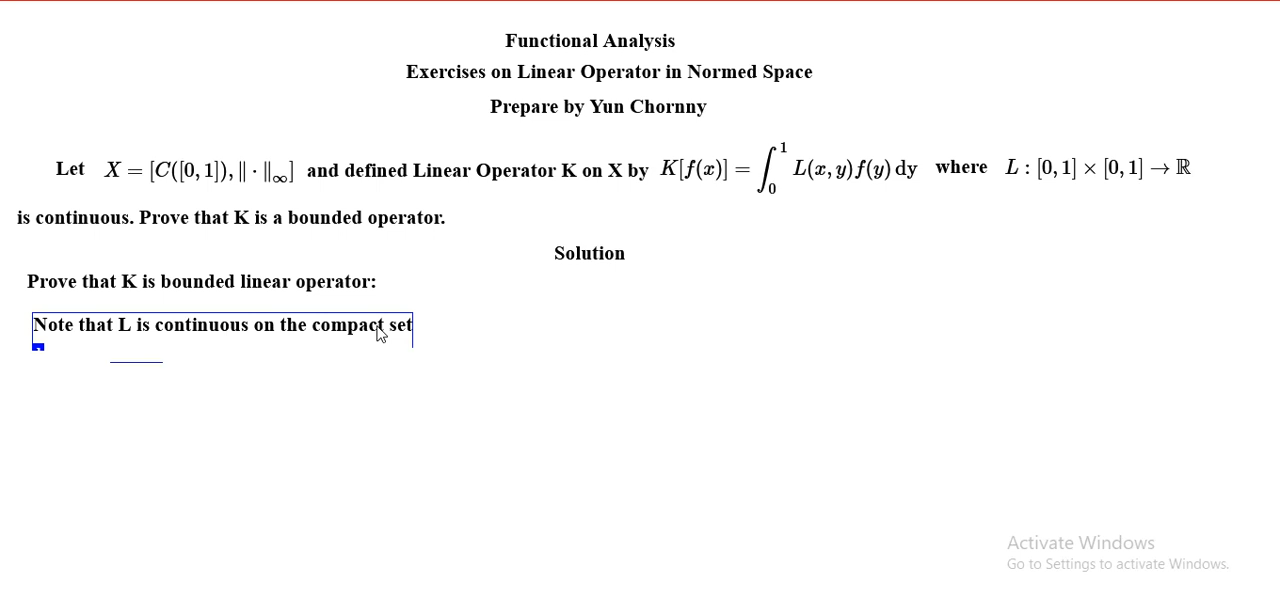 Functional Analysis
Exercises on Linear Operator in Normed Space
Prepare by Yun Chornny
Let X = [C([0, 1]), ‖ · ‖∞] and defined Linear Operator K on X by K[f(x)] = ∫₀¹ L(x, y)f(y) dy where L : [0, 1] × [0, 1] → ℝ
is continuous. Prove that K is a bounded operator.
Solution
Prove that K is bounded linear operator:
Note that L is continuous on the compact set
Activate Windows
Go to Settings to activate Windows.